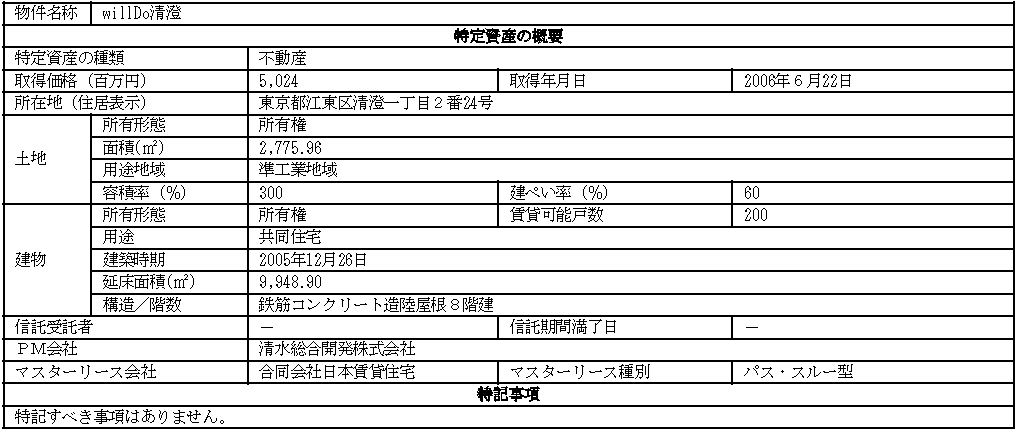 物件名称 willDo清澄
特定資産の概要
特定資産の種類 不動産
取得価格（百万円） 5,024 取得年月日 2006年６月22日
所在地（住居表示） 東京都江東区清澄一丁目２番24号
土地 所有形態 所有権
面積(㎡) 2,775.96
用途地域 準工業地域
容積率（％） 300 建ぺい率（％） 60
建物 所有形態 所有権 賃貸可能戸数 200
用途 共同住宅
建築時期 2005年12月26日
延床面積(㎡) 9,948.90
構造／階数 鉄筋コンクリート造陸屋根８階建
信託受託者 － 信託期間満了日 －
ＰＭ会社 清水総合開発株式会社
マスターリース会社 合同会社日本賃貸住宅 マスターリース種別 パス・スルー型
特記事項
特記すべき事項はありません。